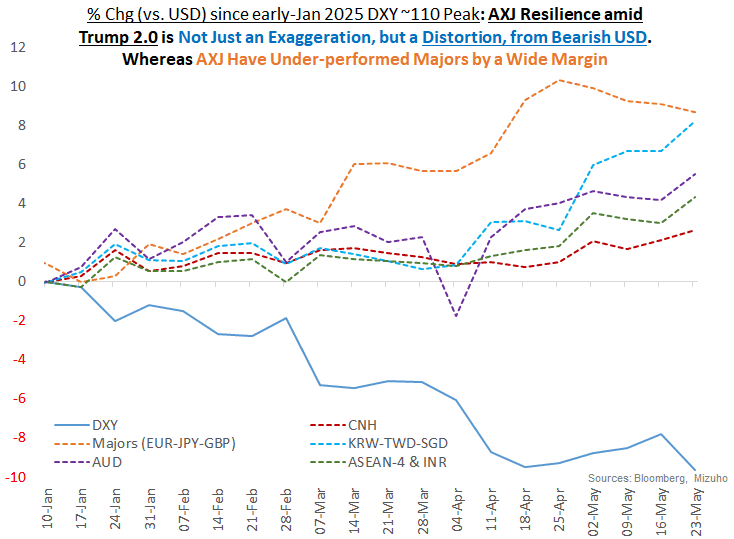 % Chg (vs. USD) since early-Jan 2025 DXY ~110 Peak: AXJ Resilience amid
Trump 2.0 is Not Just an Exaggeration, but a Distortion, from Bearish USD.
Whereas AXJ Have Under-performed Majors by a Wide Margin
12
10
8
6
4
2
0
-2
-4
-6
-8
-10
DXY
CNH
Majors (EUR-JPY-GBP)
KRW-TWD-SGD
AUD
ASEAN-4 & INR
Sources: Bloomberg, Mizuho
10-Jan
17-Jan
24-Jan
31-Jan
07-Feb
14-Feb
21-Feb
28-Feb
07-Mar
14-Mar
21-Mar
28-Mar
04-Apr
11-Apr
18-Apr
25-Apr
02-May
09-May
16-May
23-May